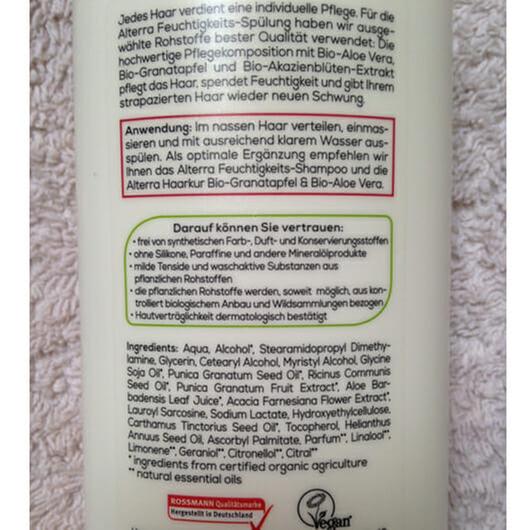 Jedes Haar verdient eine individuelle Pflege. Für die
Alterra Feuchtigkeits-Spülung haben wir ausge-
wählte Rohstoffe bester Qualität verwendet: Die
hochwertige Pflegekomposition mit Bio-Aloe Vera,
Bio-Granatapfel und Bio-Akazienblüten-Extrakt
pflegt das Haar, spendet Feuchtigkeit und gibt Ihrem
strapazierten Haar wieder neuen Schwung.
Anwendung: Im nassen Haar verteilen, einmas-
sieren und mit ausreichend klarem Wasser aus-
spülen. Als optimale Ergänzung empfehlen wir
Ihnen das Alterra Feuchtigkeits-Shampoo und die
Alterra Haarkur Bio-Granatapfel & Bio-Aloe Vera.
Darauf können Sie vertrauen:
• frei von synthetischen Farb-, Duft- und Konservierungsstoffen
• ohne Silikone, Paraffine und andere Mineralölprodukte
• milde Tenside und waschaktive Substanzen aus
pflanzlichen Rohstoffen
• die pflanzlichen Rohstoffe werden, soweit möglich, aus kon-
trolliert biologischem Anbau und Wildsammlungen bezogen
• Hautverträglichkeit dermatologisch bestätigt
Ingredients: Aqua, Alcohol*, Stearamidopropyl Dimethy-
lamine, Glycerin, Cetearyl Alcohol, Myristyl Alcohol, Glycine
Soja Oil*, Punica Granatum Seed Oil*, Ricinus Communis
Seed Oil*, Punica Granatum Fruit Extract*, Aloe Bar-
badensis Leaf Juice*, Acacia Farnesiana Flower Extract*,
Lauroyl Sarcosine, Sodium Lactate, Hydroxyethylcellulose,
Carthamus Tinctorius Seed Oil*, Tocopherol, Helianthus
Annuus Seed Oil, Ascorbyl Palmitate, Parfum**, Linalool**,
Limonene**, Geraniol**, Citronellol**, Citral**
* ingredients from certified organic agriculture
** natural essential oils
ROSSMANN Qualitätsmarke
Hergestellt in Deutschland
Vegan